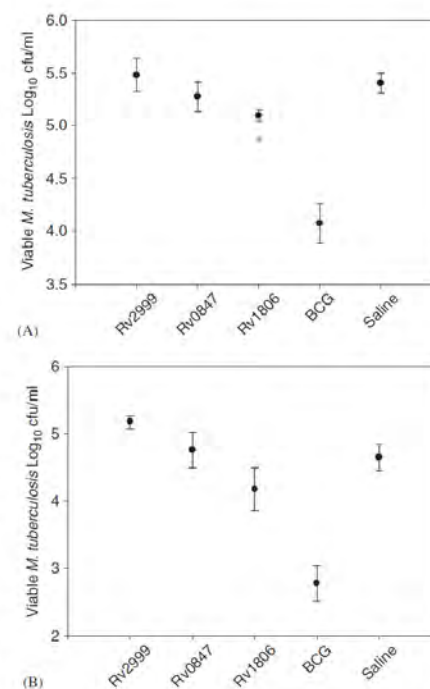 Viable M. tuberculosis Log10 cfu/ml
6.0
5.5
5.0
4.5
4.0
3.5
Rv2999
Rv0847
Rv1806
BCG
Saline
(A)
Viable M. tuberculosis Log10 cfu/ml
6
5
4
3
2
Rv2999
Rv0847
Rv1806
BCG
Saline
(B)